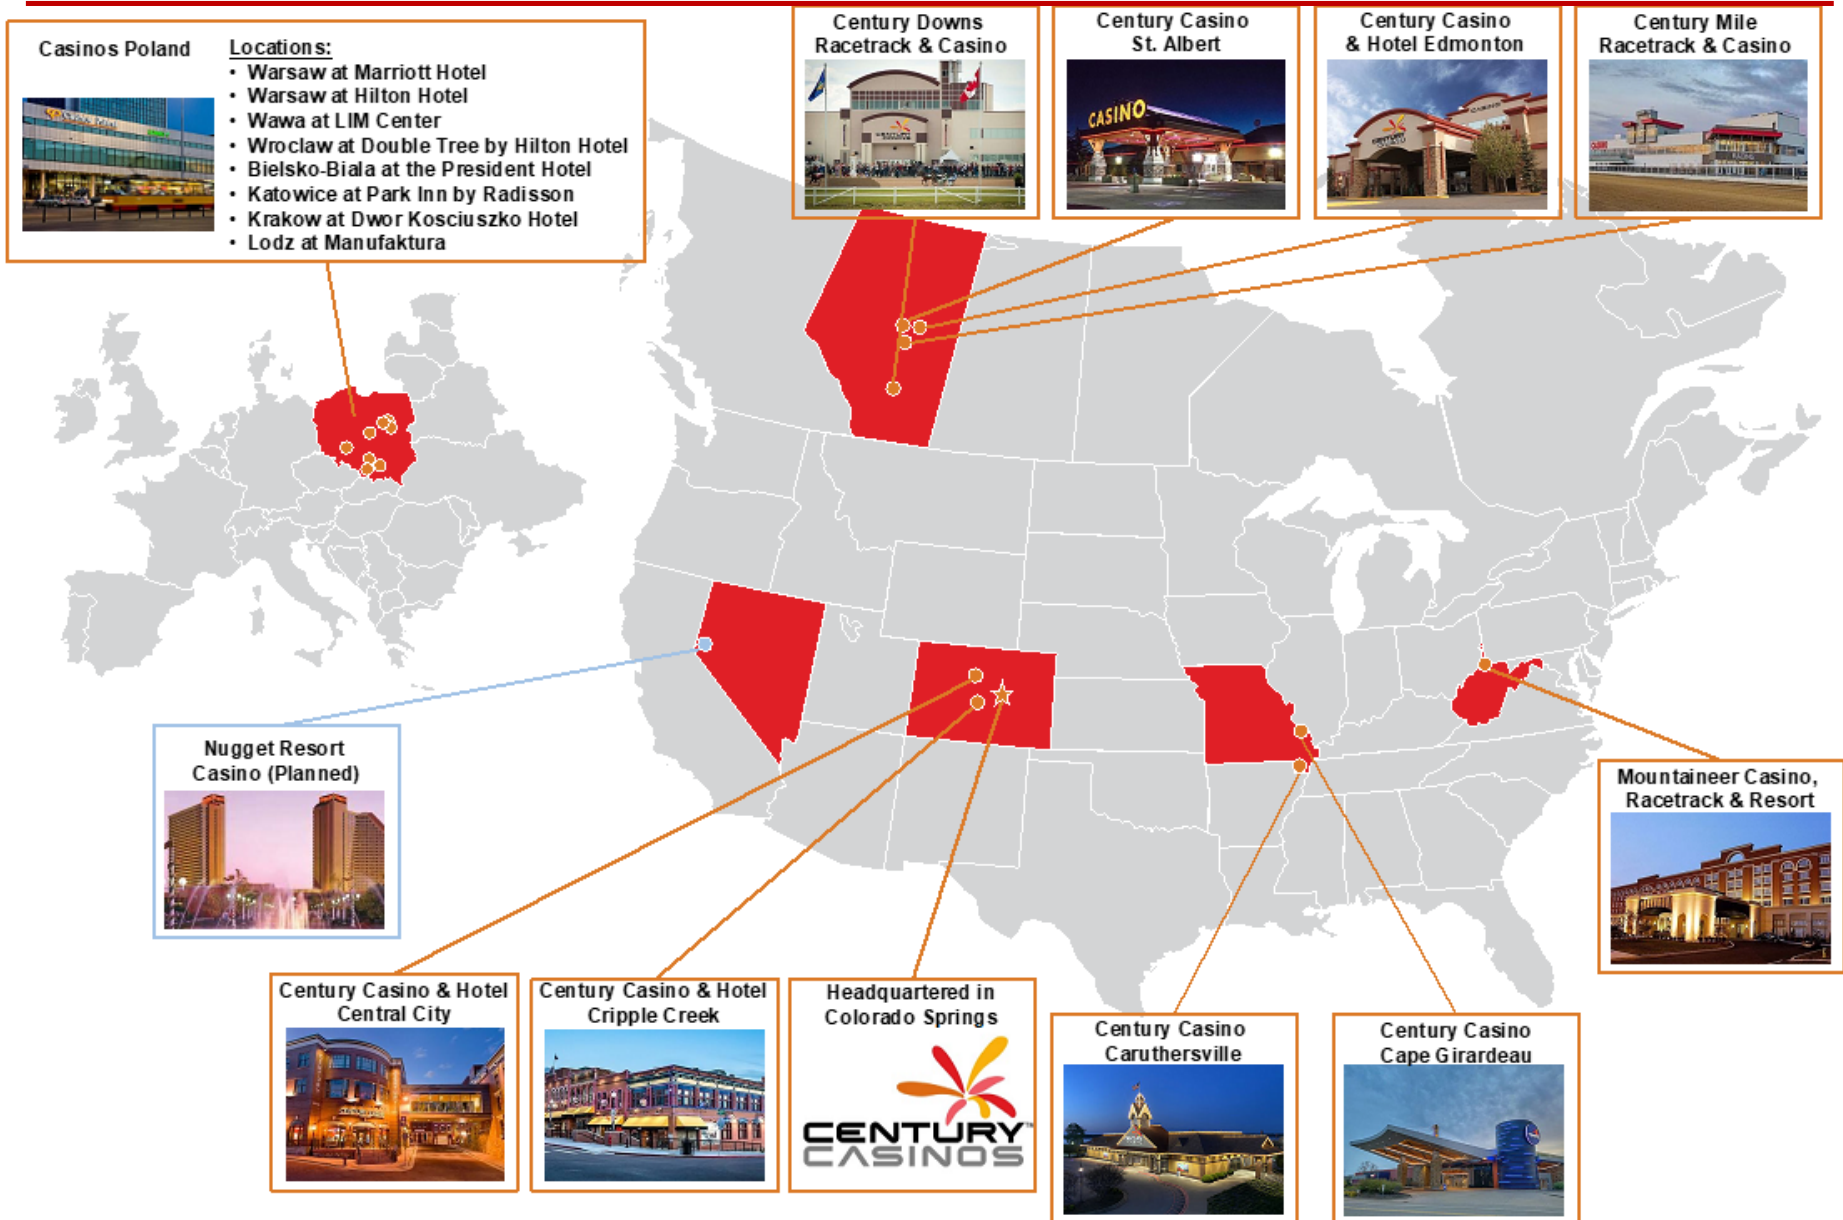 Casinos Poland
Locations:
• Warsaw at Marriott Hotel
• Warsaw at Hilton Hotel
• Wawa at LIM Center
• Wroclaw at Double Tree by Hilton Hotel
• Bielsko-Biala at the President Hotel
• Katowice at Park Inn by Radisson
• Krakow at Dwor Kosciuszko Hotel
• Lodz at Manufaktura
Century Downs
Racetrack & Casino
Century Casino
St. Albert
CASINO
Century Casino
& Hotel Edmonton
CENTURY
CASINO
Century Mile
Racetrack & Casino
Nugget Resort
Casino (Planned)
Mountaineer Casino,
Racetrack & Resort
Century Casino & Hotel
Central City
Century Casino & Hotel
Cripple Creek
Headquartered in
Colorado Springs
CENTURY™
CASINOS
Century Casino
Caruthersville
Century Casino
Cape Girardeau